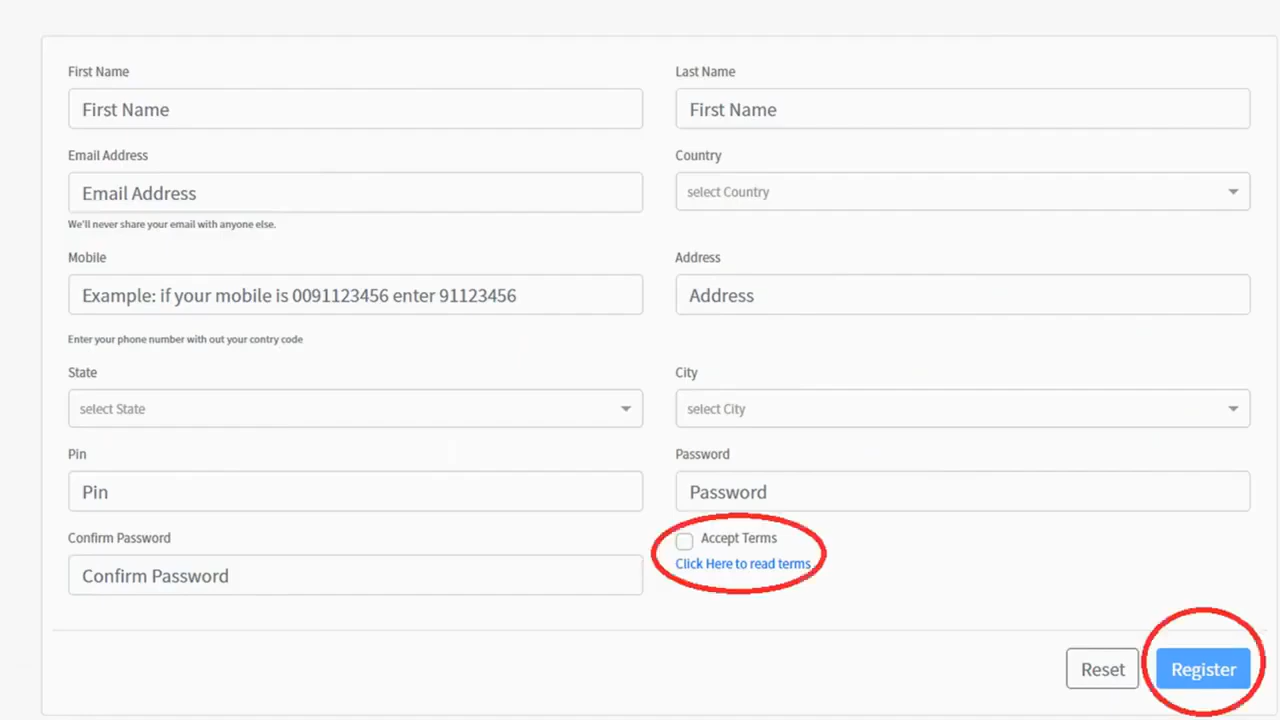 First Name
Last Name
First Name
First Name
Email Address
Country
Email Address
select Country
We'll never share your email with anyone else.
Mobile
Address
Example: if your mobile is 0091123456 enter 91123456
Address
Enter your phone number with out your contry code
State
City
select State
select City
Pin
Password
Pin
Password
Confirm Password
Accept Terms
Click Here to read terms
Confirm Password
Reset
Register